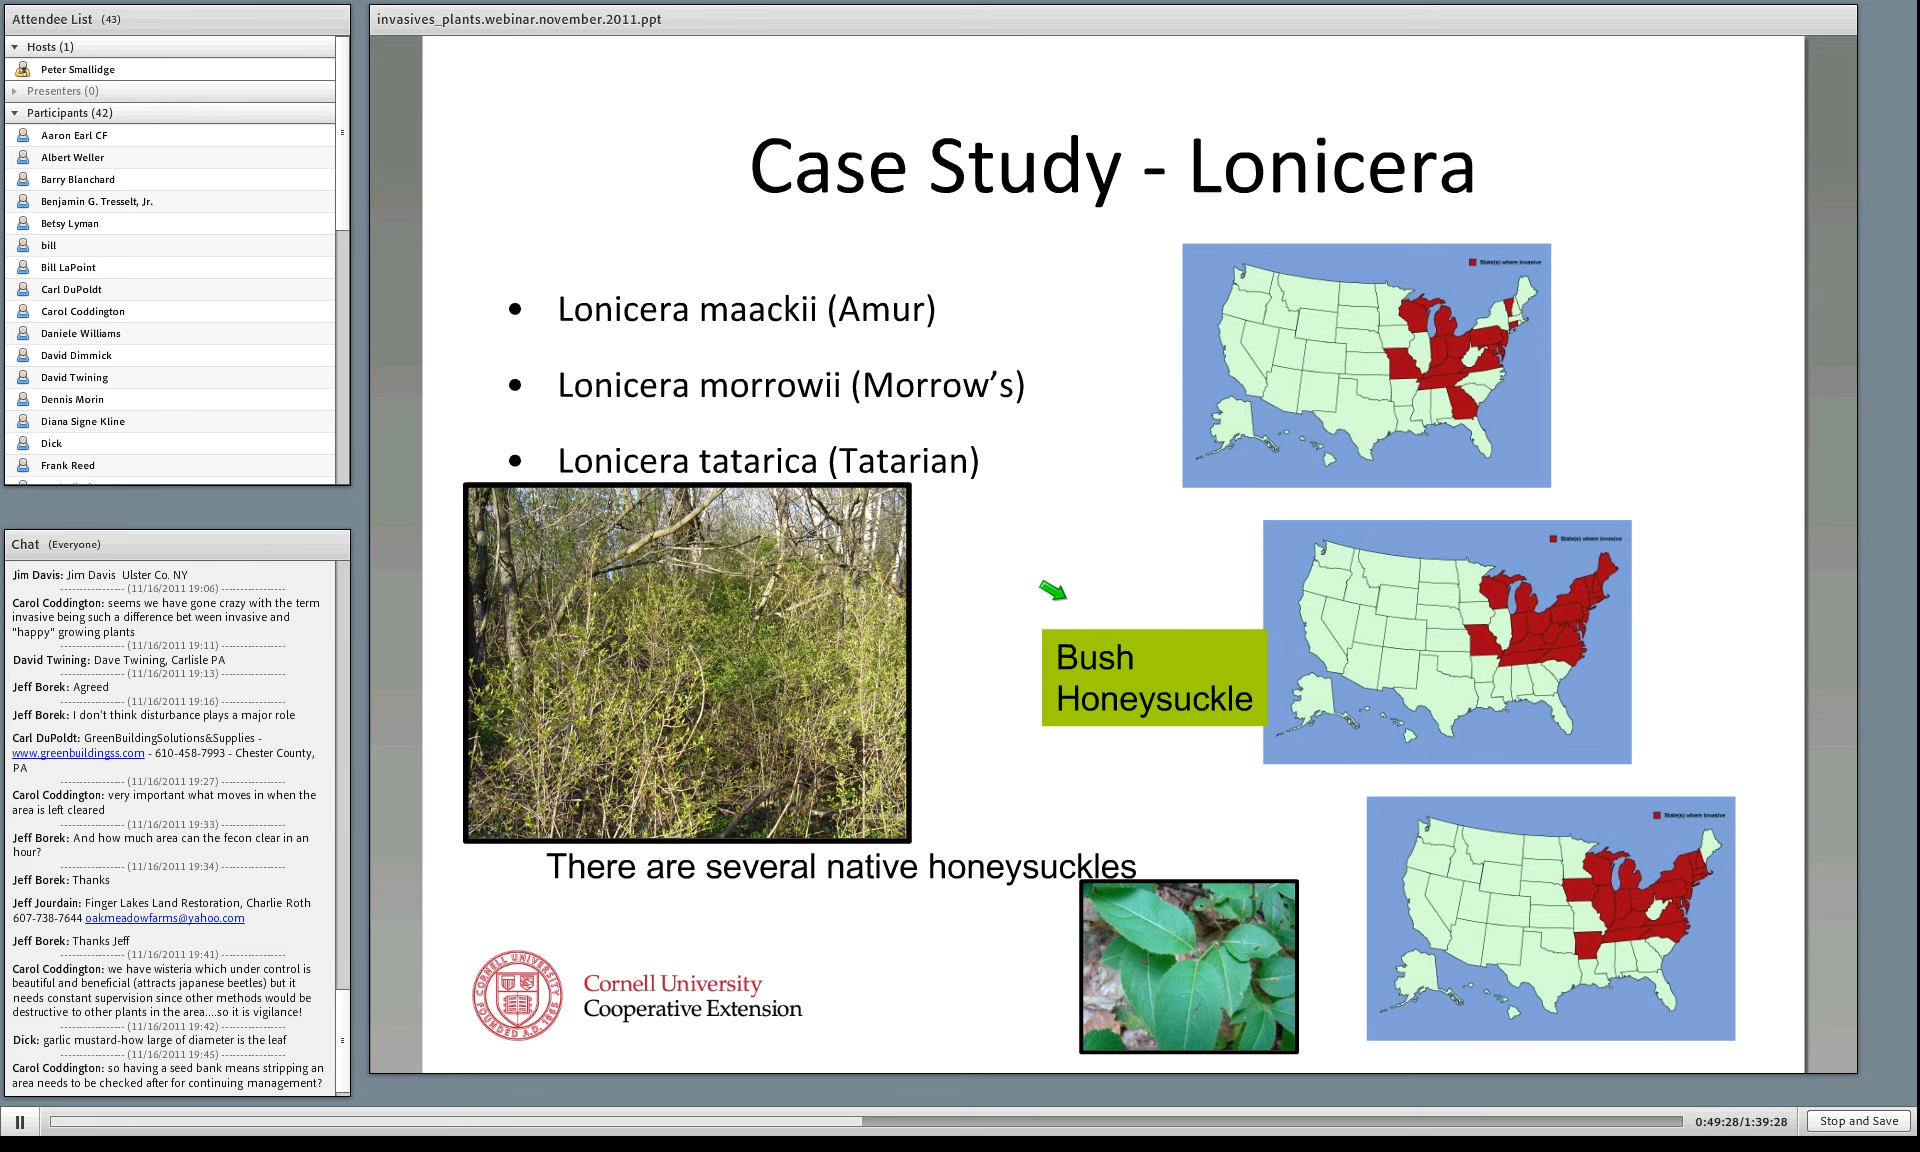 Attendee List (43)
Hosts (1)
Peter Smallidge
Presenters (0)
Participants (42)
Aaron Earl CF
Albert Weller
Barry Blanchard
Benjamin G. Tresselt, Jr.
Betsy Lyman
bill
Bill LaPoint
Carl DuPoldt
Carol Coddington
Daniele Williams
David Dimmick
David Twining
Dennis Morin
Diana Signe Kline
Dick
Frank Reed
Chat (Everyone)
Jim Davis: Jim Davis Ulster Co. NY
----------------- (11/16/2011 19:06) -----------------
Carol Coddington: seems we have gone crazy with the term
invasive being such a difference bet ween invasive and
"happy" growing plants
----------------- (11/16/2011 19:11) -----------------
David Twining: Dave Twining, Carlisle PA
----------------- (11/16/2011 19:13) -----------------
Jeff Borek: Agreed
----------------- (11/16/2011 19:16) -----------------
Jeff Borek: I don't think disturbance plays a major role
Carl DuPoldt: GreenBuildingSolutions&Supplies -
www.greenbuildingss.com - 610-458-7993 - Chester County,
PA
----------------- (11/16/2011 19:27) -----------------
Carol Coddington: very important what moves in when the
area is left cleared
----------------- (11/16/2011 19:33) -----------------
Jeff Borek: And how much area can the fecon clear in an
hour?
----------------- (11/16/2011 19:34) -----------------
Jeff Borek: Thanks
Jeff Jourdain: Finger Lakes Land Restoration, Charlie Roth
607-738-7644 oakmeadowfarms@yahoo.com
Jeff Borek: Thanks Jeff
----------------- (11/16/2011 19:41) -----------------
Carol Coddington: we have wisteria which under control is
beautiful and beneficial (attracts japanese beetles) but it
needs constant supervision since other methods would be
destructive to other plants in the area....so it is vigilance!
----------------- (11/16/2011 19:42) -----------------
Dick: garlic mustard-how large of diameter is the leaf
----------------- (11/16/2011 19:45) -----------------
Carol Coddington: so having a seed bank means stripping an
area needs to be checked after for continuing management?
invasives_plants.webinar.november.2011.ppt
Case Study - Lonicera
• Lonicera maackii (Amur)
• Lonicera morrowii (Morrow’s)
• Lonicera tatarica (Tatarian)
State(s) where invasive
State(s) where invasive
Bush
Honeysuckle
State(s) where invasive
There are several native honeysuckles
CORNELL UNIVERSITY
FOUNDED A.D. 1865
Cornell University
Cooperative Extension
0:49:28/1:39:28
Stop and Save